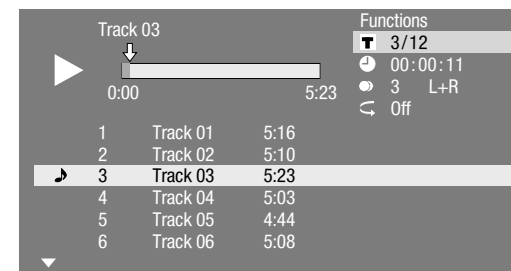 Track 03
0:00 5:23
Functions
T 3/12
00:00:11
3 L+R
Off
1 Track 01 5:16
2 Track 02 5:10
3 Track 03 5:23
4 Track 04 5:03
5 Track 05 4:44
6 Track 06 5:08